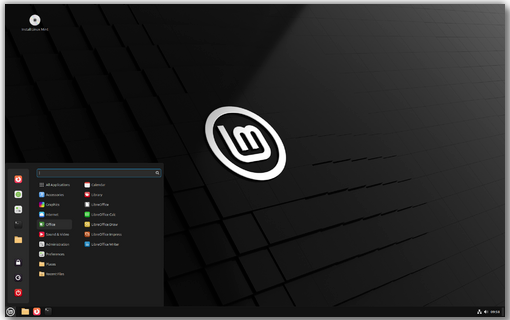 Install Linux Mint
All Applications
Accessories
Graphics
Internet
Office
Sound & Video
Administration
Preferences
Places
Recent Files
Calendar
Library
LibreOffice
LibreOffice Calc
LibreOffice Draw
LibreOffice Impress
LibreOffice Writer